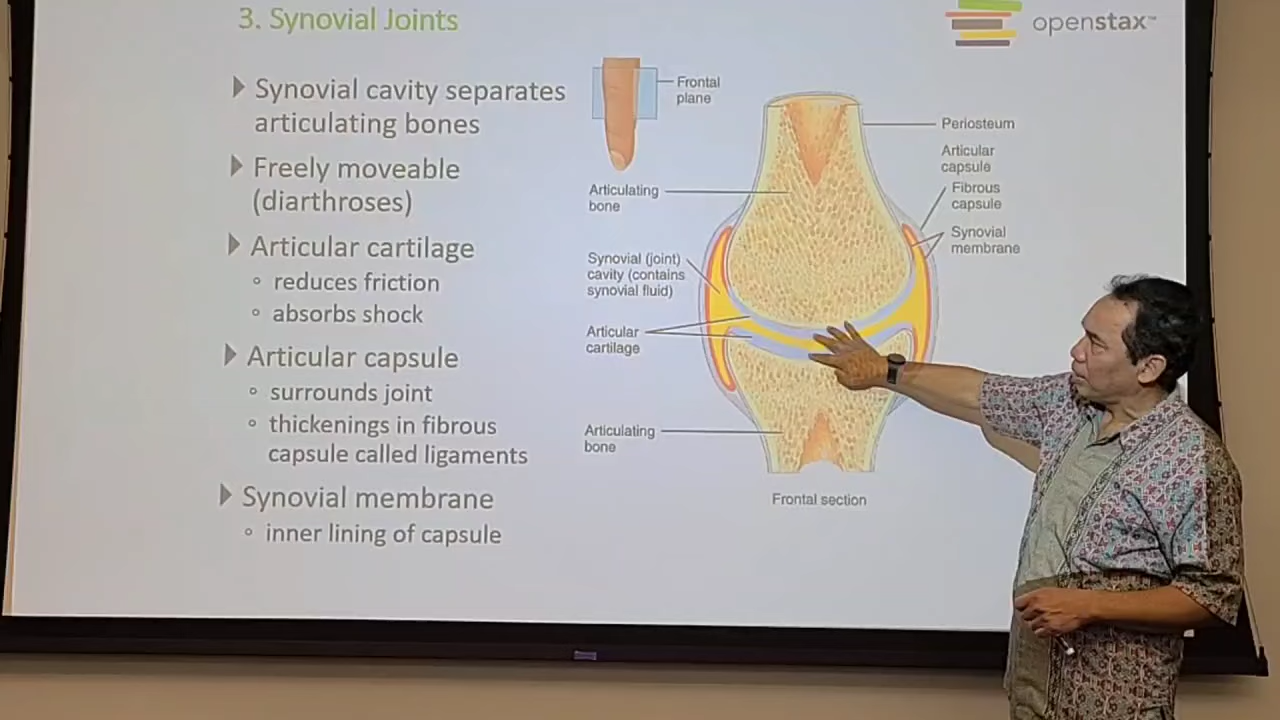 3. Synovial Joints
openstax™
Synovial cavity separates
articulating bones
Freely moveable
(diarthroses)
Articular cartilage
reduces friction
absorbs shock
Articular capsule
surrounds joint
thickenings in fibrous
capsule called ligaments
Synovial membrane
inner lining of capsule
Frontal
plane
Articulating
bone
Synovial (joint)
cavity (contains
synovial fluid)
Articular
cartilage
Articulating
bone
Periosteum
Articular
capsule
Fibrous
capsule
Synovial
membrane
Frontal section